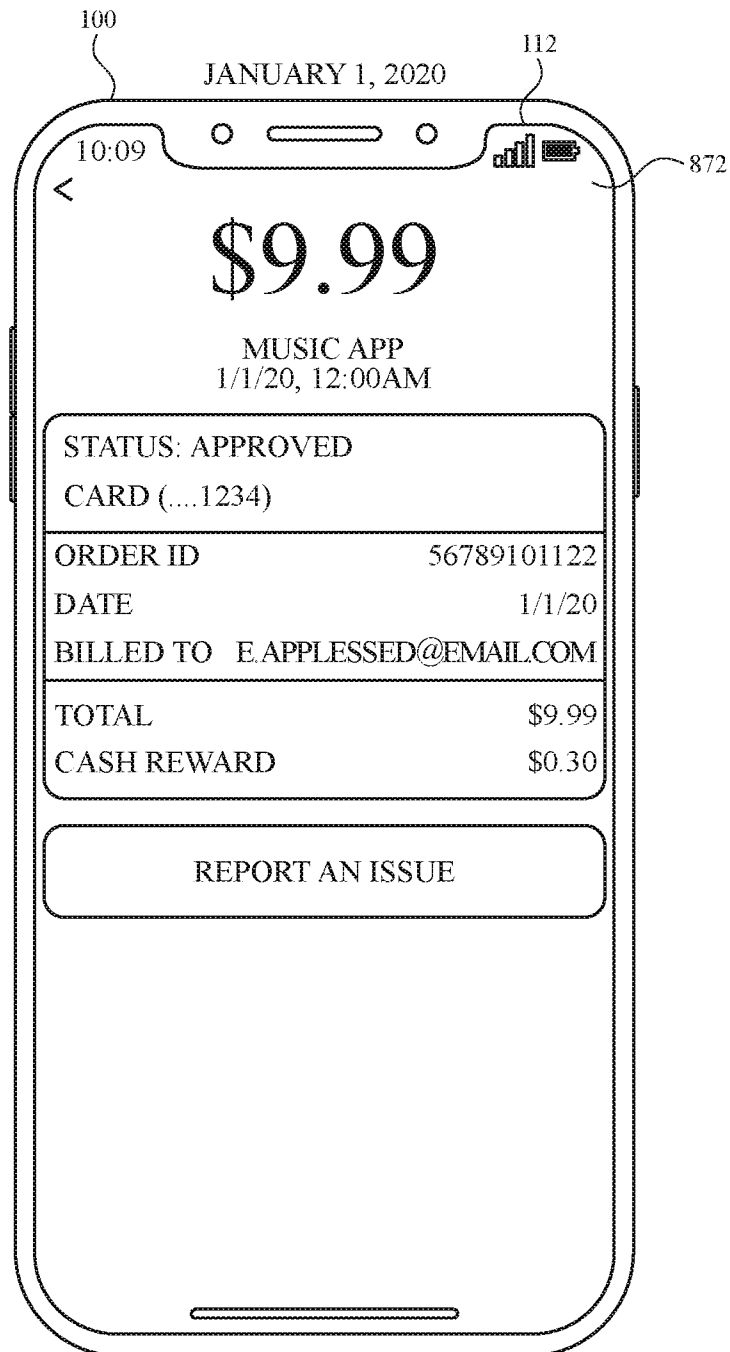 100
JANUARY 1, 2020
112
10:09
872
<
$9.99
MUSIC APP
1/1/20, 12:00AM
STATUS: APPROVED
CARD (....1234)
ORDER ID 56789101122
DATE 1/1/20
BILLED TO E.APPLESSED@EMAIL.COM
TOTAL $9.99
CASH REWARD $0.30
REPORT AN ISSUE